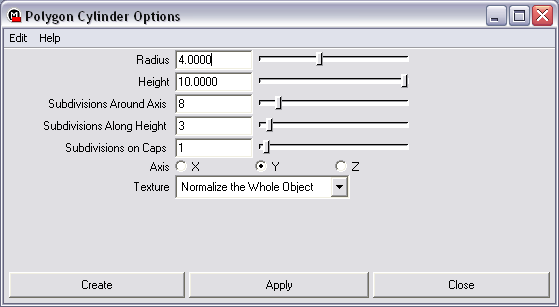 Polygon Cylinder Options
Edit Help
Radius 4.0000
Height 10.0000
Subdivisions Around Axis 8
Subdivisions Along Height 3
Subdivisions on Caps 1
Axis X Y Z
Texture Normalize the Whole Object
Create Apply Close